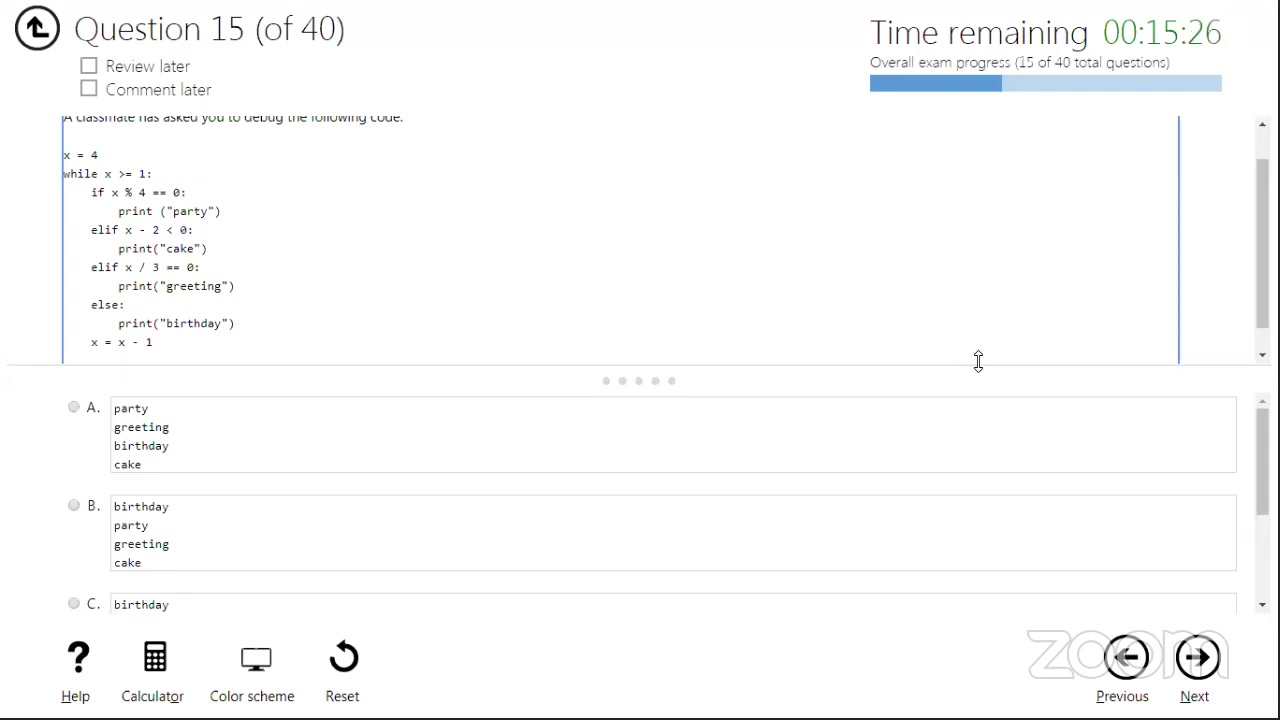 Question 15 (of 40)
Review later
Comment later
Time remaining 00:15:26
Overall exam progress (15 of 40 total questions)
A classmate has asked you to debug the following code.
x = 4
while x >= 1:
    if x % 4 == 0:
        print ("party")
    elif x - 2 < 0:
        print("cake")
    elif x / 3 == 0:
        print("greeting")
    else:
        print("birthday")
    x = x - 1
A. party
greeting
birthday
cake
B. birthday
party
greeting
cake
C. birthday
? Help
Calculator
Color scheme
Reset
zoom
Previous
Next